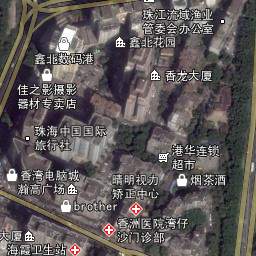 珠江流域渔业
管委会办公室
鑫北花园
鑫北数码港
香龙大厦
佳之影摄影
器材专卖店
珠海中国国际
旅行社
港华连锁
超市
香湾电脑城
瀚高广场
晴明视力
矫正中心
烟茶酒
brother
香洲医院湾仔
沙门诊部
大厦
海霞卫生站